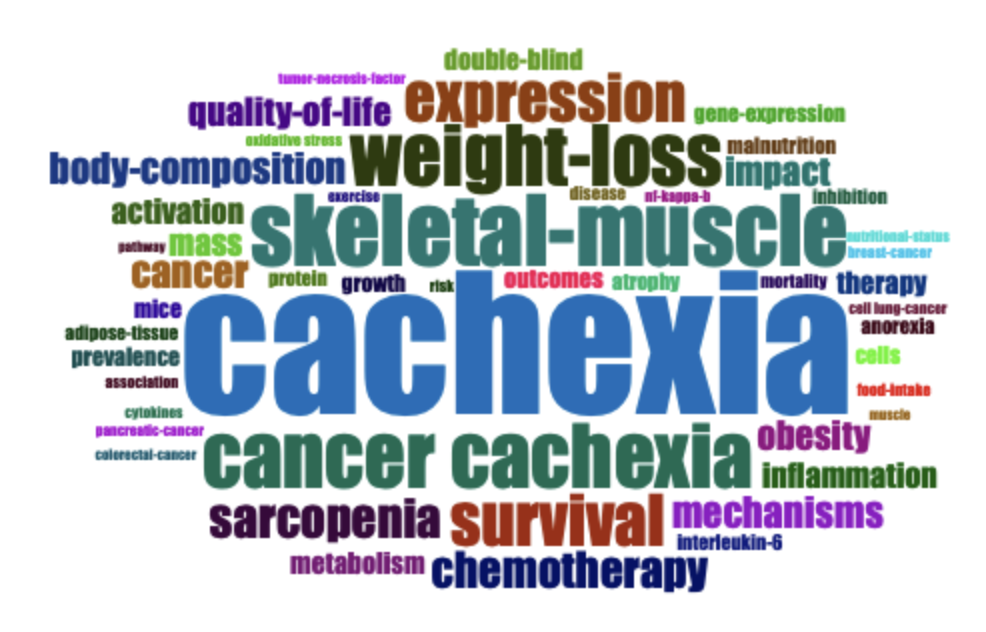 double-blind
tumor-necrosis-factor
expression
quality-of-life
gene-expression
oxidative stress
weight-loss
malnutrition
body-composition
impact
exercise
disease
nf-kappa-b
inhibition
activation
skeletal-muscle
nutritional-status
pathway
mass
breast-cancer
cancer
protein
growth
risk
outcomes
atrophy
mortality
therapy
mice
cachexia
cell lung-cancer
adipose-tissue
anorexia
prevalence
cells
association
food-intake
cytokines
muscle
pancreatic-cancer
colorectal-cancer
cancer cachexia
obesity
inflammation
sarcopenia
survival
mechanisms
interleukin-6
metabolism
chemotherapy